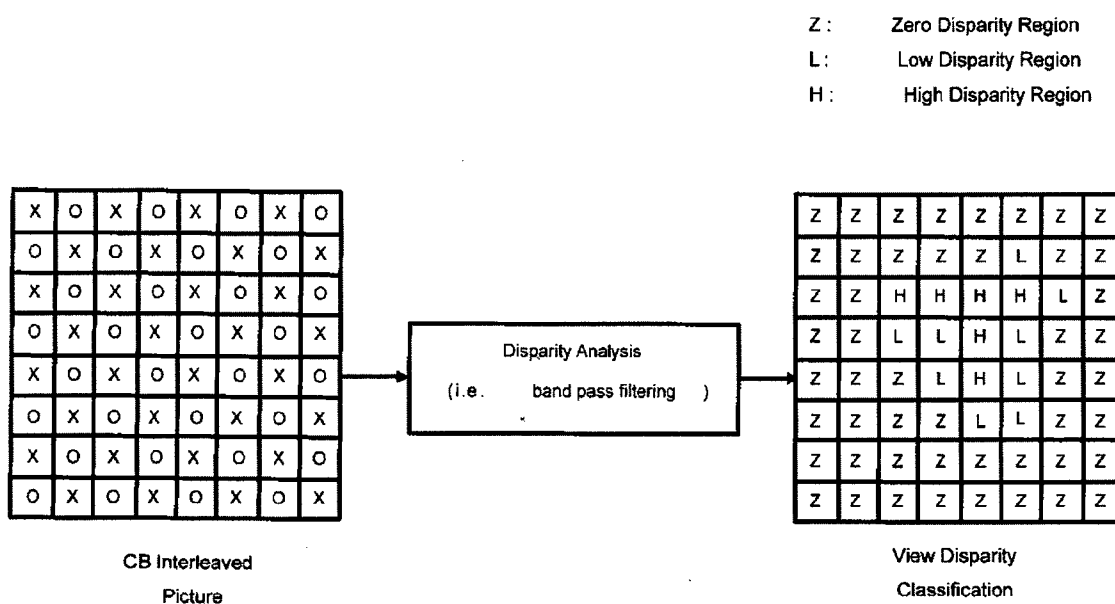 Z : Zero Disparity Region
L : Low Disparity Region
H : High Disparity Region
X O X O X O X O
O X O X O X O X
X O X O X O X O
O X O X O X O X
X O X O X O X O
O X O X O X O X
X O X O X O X O
O X O X O X O X
CB Interleaved
Picture
Disparity Analysis
(i.e. band pass filtering )
Z Z Z Z Z Z Z Z
Z Z Z Z Z L Z Z
Z Z H H H H L Z
Z Z L L H L Z Z
Z Z Z L H L Z Z
Z Z Z Z L L Z Z
Z Z Z Z Z Z Z Z
Z Z Z Z Z Z Z Z
View Disparity
Classification